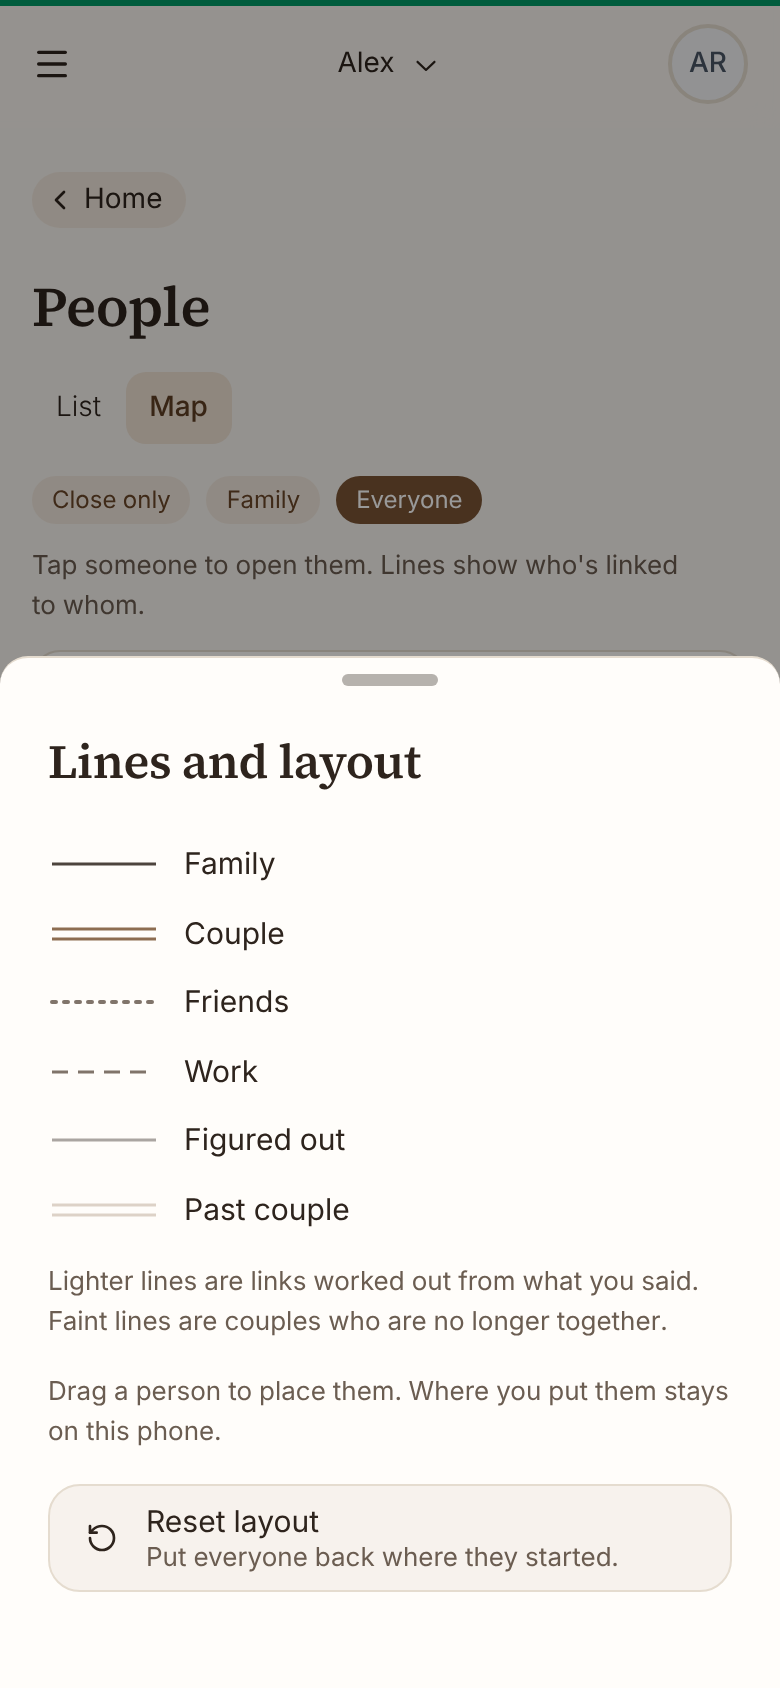 Alex
AR
Home
People
List
Map
Close only
Family
Everyone
Tap someone to open them. Lines show who's linked
to whom.
Lines and layout
Family
Couple
Friends
Work
Figured out
Past couple
Lighter lines are links worked out from what you said.
Faint lines are couples who are no longer together.
Drag a person to place them. Where you put them stays
on this phone.
Reset layout
Put everyone back where they started.